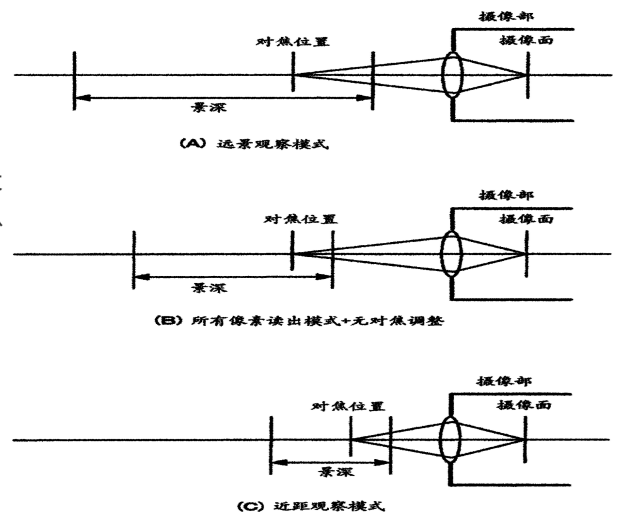 摄像部
对焦位置
摄像面
景深
(A) 远景观察模式
摄像部
对焦位置
摄像面
景深
(B) 所有像素读出模式+无对焦调整
摄像部
对焦位置
摄像面
景深
(C) 近距观察模式